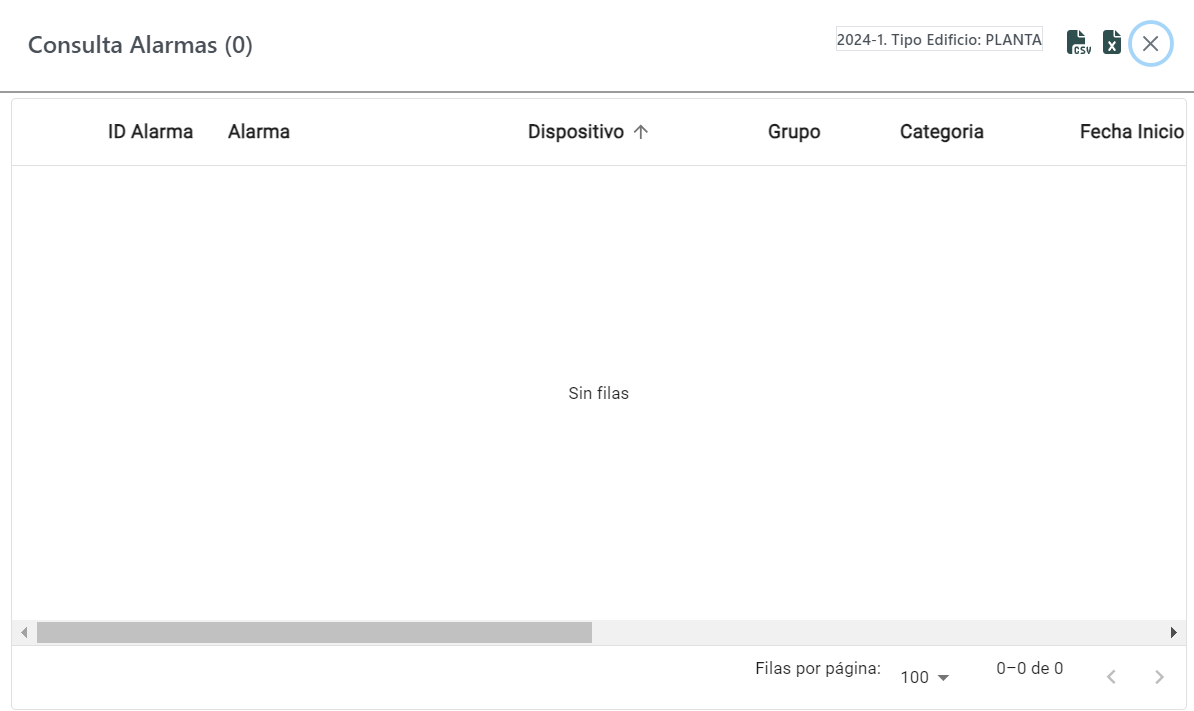 Consulta Alarmas (0)
2024-1. Tipo Edificio: PLANTA
CSV
X
ID Alarma
Alarma
Dispositivo
Grupo
Categoria
Fecha Inicio
Sin filas
Filas por página:
100
0–0 de 0